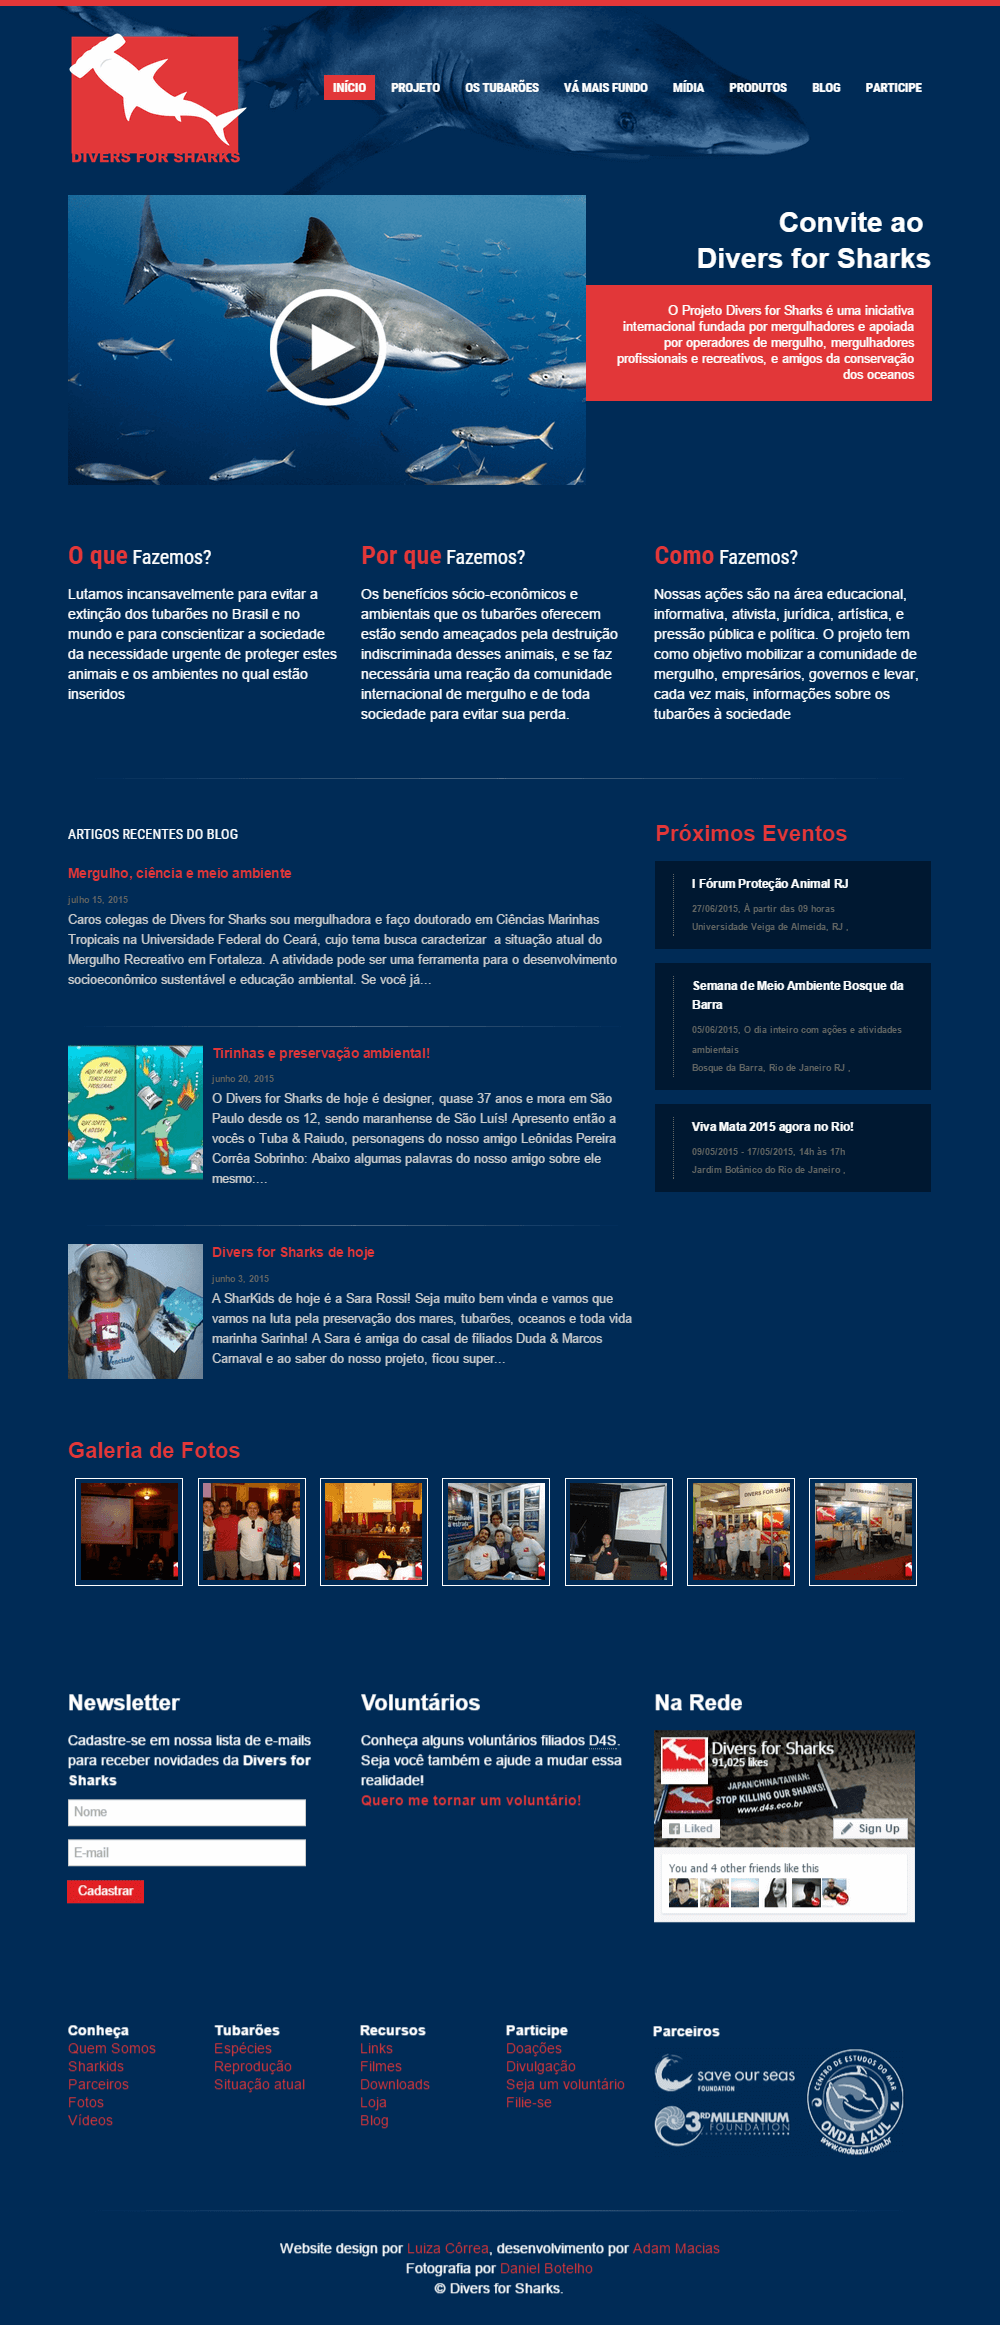 DIVERS FOR SHARKS
INÍCIO PROJETO OS TUBARÕES VÁ MAIS FUNDO MÍDIA PRODUTOS BLOG PARTICIPE
Convite ao
Divers for Sharks
O Projeto Divers for Sharks é uma iniciativa
internacional fundada por mergulhadores e apoiada
por operadores de mergulho, mergulhadores
profissionais e recreativos, e amigos da conservação
dos oceanos
O que Fazemos?
Lutamos incansavelmente para evitar a
extinção dos tubarões no Brasil e no
mundo e para conscientizar a sociedade
da necessidade urgente de proteger estes
animais e os ambientes no qual estão
inseridos
Por que Fazemos?
Os benefícios sócio-econômicos e
ambientais que os tubarões oferecem
estão sendo ameaçados pela destruição
indiscriminada desses animais, e se faz
necessária uma reação da comunidade
internacional de mergulho e de toda
sociedade para evitar sua perda.
Como Fazemos?
Nossas ações são na área educacional,
informativa, ativista, jurídica, artística, e
pressão pública e política. O projeto tem
como objetivo mobilizar a comunidade de
mergulho, empresários, governos e levar,
cada vez mais, informações sobre os
tubarões à sociedade
ARTIGOS RECENTES DO BLOG
Mergulho, ciência e meio ambiente
julho 15, 2015
Caros colegas de Divers for Sharks sou mergulhadora e faço doutorado em Ciências Marinhas
Tropicais na Universidade Federal do Ceará, cujo tema busca caracterizar a situação atual do
Mergulho Recreativo em Fortaleza. A atividade pode ser uma ferramenta para o desenvolvimento
socioeconômico sustentável e educação ambiental. Se você já...
Tirinhas e preservação ambiental!
junho 20, 2015
O Divers for Sharks de hoje é designer, quase 37 anos e mora em São
Paulo desde os 12, sendo maranhense de São Luís! Apresento então a
vocês o Tuba & Raiudo, personagens do nosso amigo Leônidas Pereira
Corrêa Sobrinho: Abaixo algumas palavras do nosso amigo sobre ele
mesmo:...
Divers for Sharks de hoje
junho 3, 2015
A SharKids de hoje é a Sara Rossi! Seja muito bem vinda e vamos que
vamos na luta pela preservação dos mares, tubarões, oceanos e toda vida
marinha Sarinha! A Sara é amiga do casal de filiados Duda & Marcos
Carnaval e ao saber do nosso projeto, ficou super...
Próximos Eventos
I Fórum Proteção Animal RJ
27/06/2015, À partir das 09 horas
Universidade Veiga de Almeida, RJ ,
Semana de Meio Ambiente Bosque da
Barra
05/06/2015, O dia inteiro com ações e atividades
ambientais
Bosque da Barra, Rio de Janeiro RJ ,
Viva Mata 2015 agora no Rio!
09/05/2015 - 17/05/2015, 14h às 17h
Jardim Botânico do Rio de Janeiro ,
Galeria de Fotos
DIVERS FOR SHAR
DIVERS FOR SHARKS
Newsletter
Cadastre-se em nossa lista de e-mails
para receber novidades da Divers for
Sharks
Nome
E-mail
Cadastrar
Voluntários
Conheça alguns voluntários filiados D4S.
Seja você também e ajude a mudar essa
realidade!
Quero me tornar um voluntário!
Na Rede
Divers for Sharks
91,025 likes
JAPAN/CHINA/TAIWAN:
STOP KILLING OUR SHARKS!
www.d4s.eco.br
Liked
Sign Up
You and 4 other friends like this
Conheça
Quem Somos
Sharkids
Parceiros
Fotos
Vídeos
Tubarões
Espécies
Reprodução
Situação atual
Recursos
Links
Filmes
Downloads
Loja
Blog
Participe
Doações
Divulgação
Seja um voluntário
Filie-se
Parceiros
save our seas
FOUNDATION
3RD MILLENNIUM
FOUNDATION
CENTRO DE ESTUDOS DO MAR
ONDA AZUL
www.ondaazul.com.br
Website design por Luiza Côrrea, desenvolvimento por Adam Macias
Fotografia por Daniel Botelho
© Divers for Sharks.